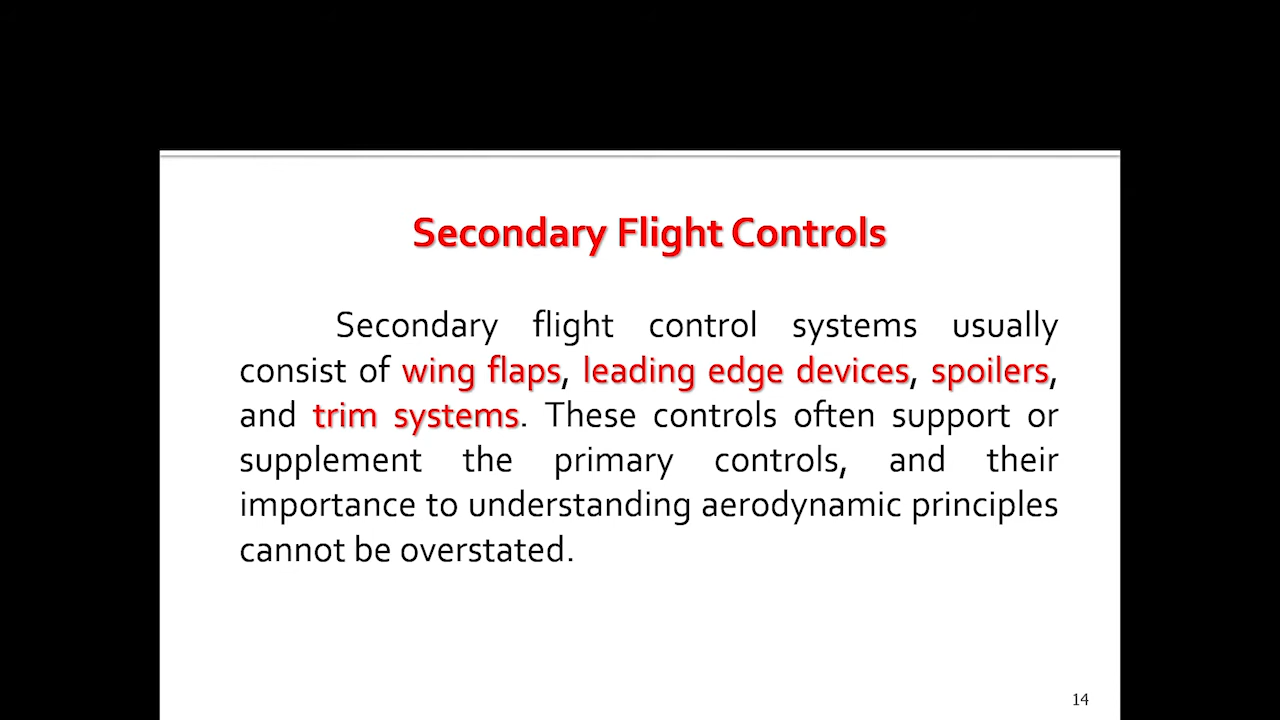 Secondary Flight Controls
Secondary flight control systems usually
consist of wing flaps, leading edge devices, spoilers,
and trim systems. These controls often support or
supplement the primary controls, and their
importance to understanding aerodynamic principles
cannot be overstated.
14